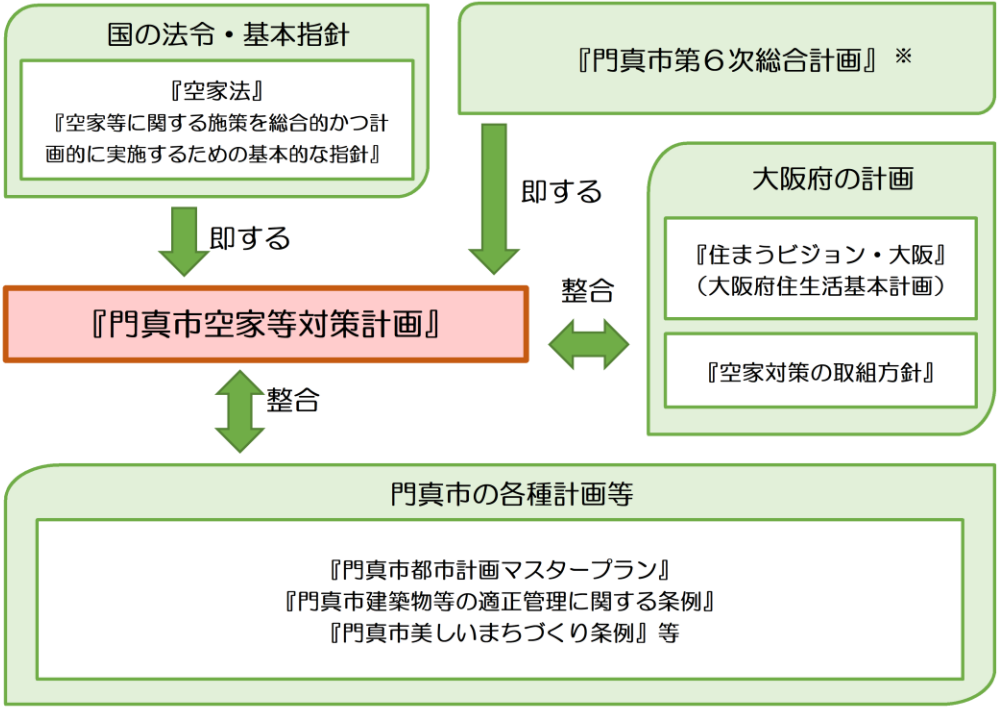 国の法令・基本指針
『空家法』
『空家等に関する施策を総合的かつ計
画的に実施するための基本的な指針』
『門真市第６次総合計画』※
即する
即する
大阪府の計画
『住まうビジョン・大阪』
（大阪府住生活基本計画）
『空家対策の取組方針』
整合
『門真市空家等対策計画』
整合
門真市の各種計画等
『門真市都市計画マスタープラン』
『門真市建築物等の適正管理に関する条例』
『門真市美しいまちづくり条例』等